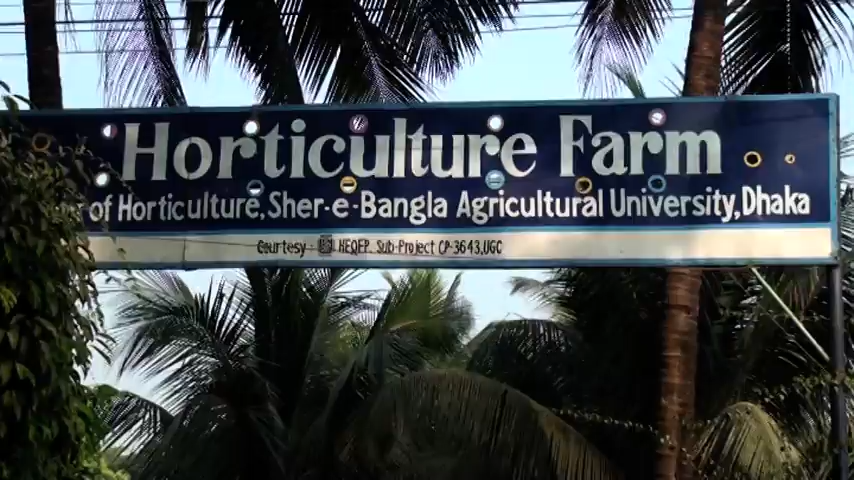 Horticulture Farm
of Horticulture, Sher-e-Bangla Agricultural University, Dhaka
Courtesy HEQEP. Sub-Project CP-3643, UGC